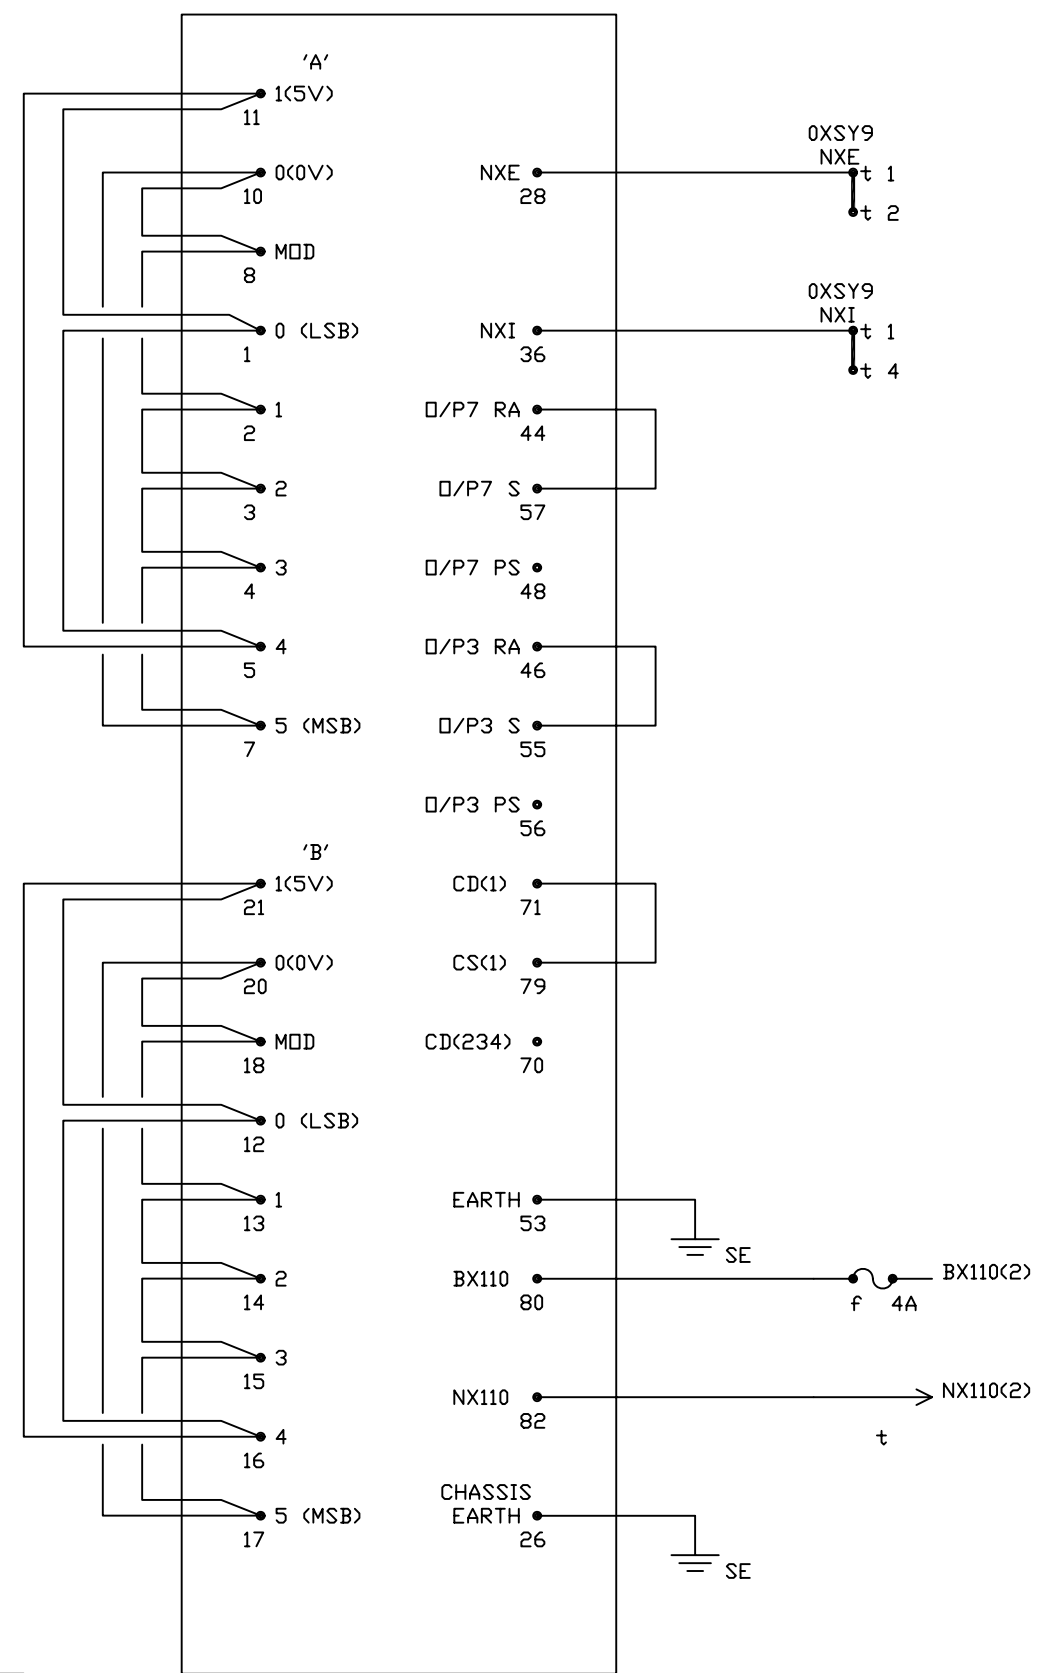 'A'
1(5V)
11
0(0V)
10
MOD
8
0 (LSB)
1
1
2
2
3
3
4
4
5
5 (MSB)
7
'B'
1(5V)
21
0(0V)
20
MOD
18
0 (LSB)
12
1
13
2
14
3
15
4
16
5 (MSB)
17
NXE
28
NXI
36
O/P7 RA
44
O/P7 S
57
O/P7 PS
48
O/P3 RA
46
O/P3 S
55
O/P3 PS
56
CD(1)
71
CS(1)
79
CD(234)
70
EARTH
53
BX110
80
NX110
82
CHASSIS
EARTH
26
0XSY9
NXE
t 1
t 2
0XSY9
NXI
t 1
t 4
SE
BX110(2)
f 4A
NX110(2)
t
SE